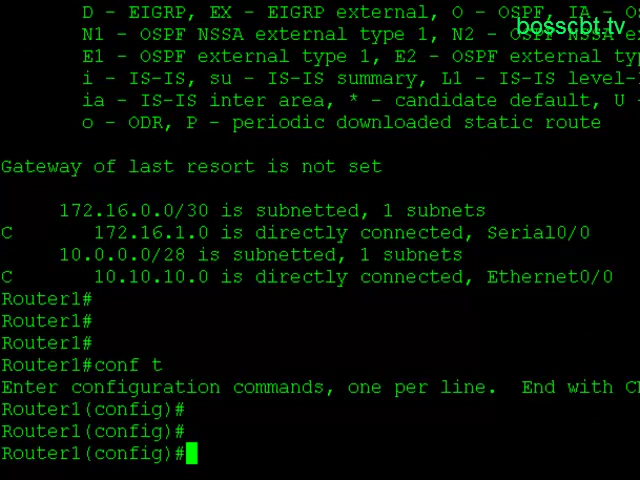 D - EIGRP, EX - EIGRP external, O - OSPF, IA - OS
bosscbt.tv
N1 - OSPF NSSA external type 1, N2 - OSPF NSSA e
E1 - OSPF external type 1, E2 - OSPF external typ
i - IS-IS, su - IS-IS summary, L1 - IS-IS level-1
ia - IS-IS inter area, * - candidate default, U -
o - ODR, P - periodic downloaded static route
Gateway of last resort is not set
172.16.0.0/30 is subnetted, 1 subnets
C 172.16.1.0 is directly connected, Serial0/0
10.0.0.0/28 is subnetted, 1 subnets
C 10.10.10.0 is directly connected, Ethernet0/0
Router1#
Router1#
Router1#
Router1#conf t
Enter configuration commands, one per line. End with
Router1(config)#
Router1(config)#
Router1(config)#